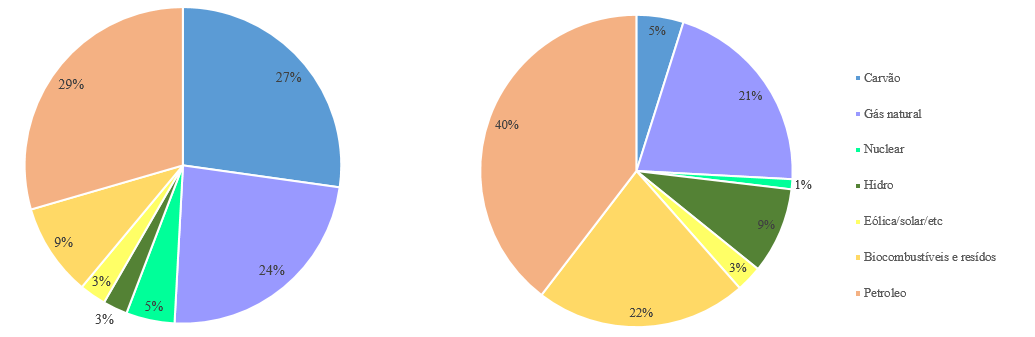 27%
24%
5%
3%
3%
9%
29%
5%
21%
1%
9%
3%
22%
40%
Carvão
Gás natural
Nuclear
Hidro
Eólica/solar/etc
Biocombustíveis e resídos
Petroleo